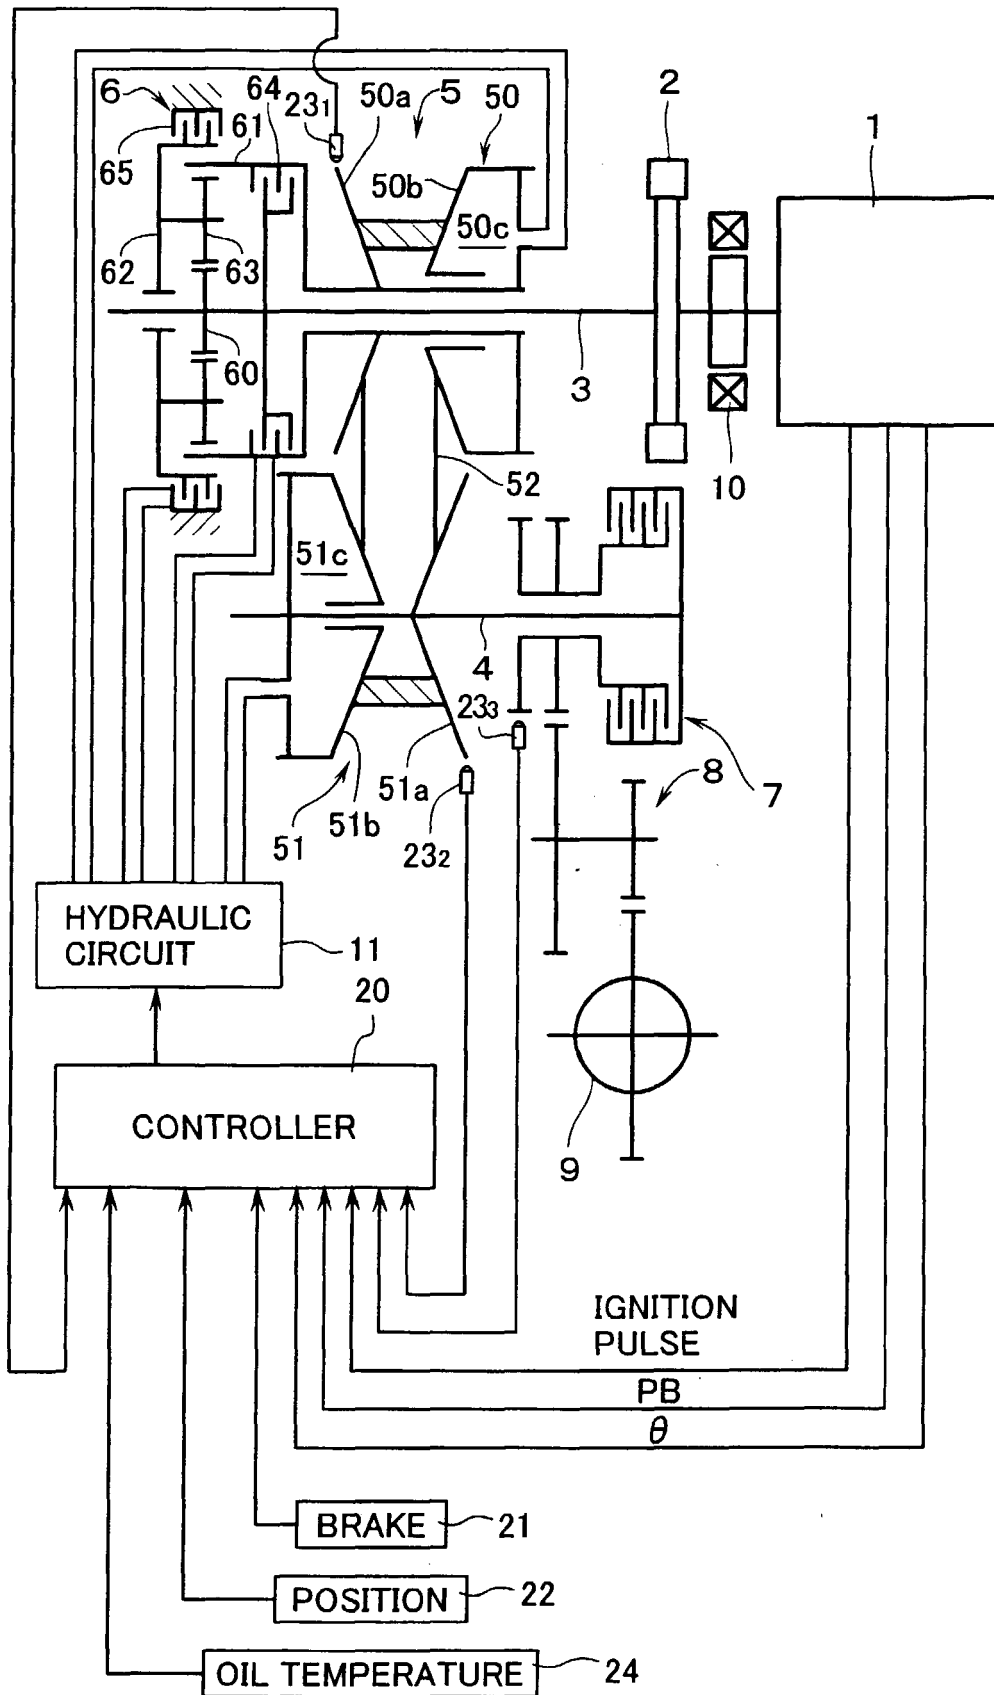 6
64
23₁
50a
5
50
2
1
65
61
50b
50c
62
63
60
3
10
52
51c
4
23₃
51a
51b
51
23₂
8
7
HYDRAULIC
CIRCUIT
11
20
CONTROLLER
9
IGNITION
PULSE
PB
θ
BRAKE
21
POSITION
22
OIL TEMPERATURE
24